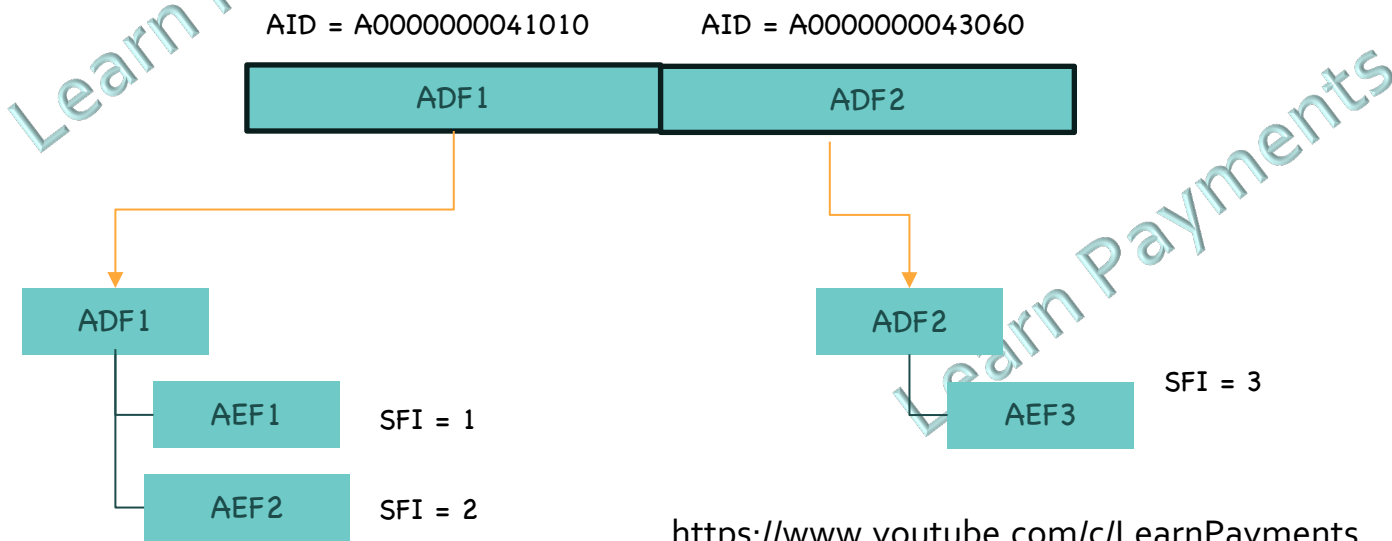 AID = A0000000041010
AID = A0000000043060
Learn
ADF1
ADF2
Learn Payments
ADF1
ADF2
AEF1
SFI = 1
AEF3
SFI = 3
AEF2
SFI = 2
https://www.youtube.com/c/LearnPayments